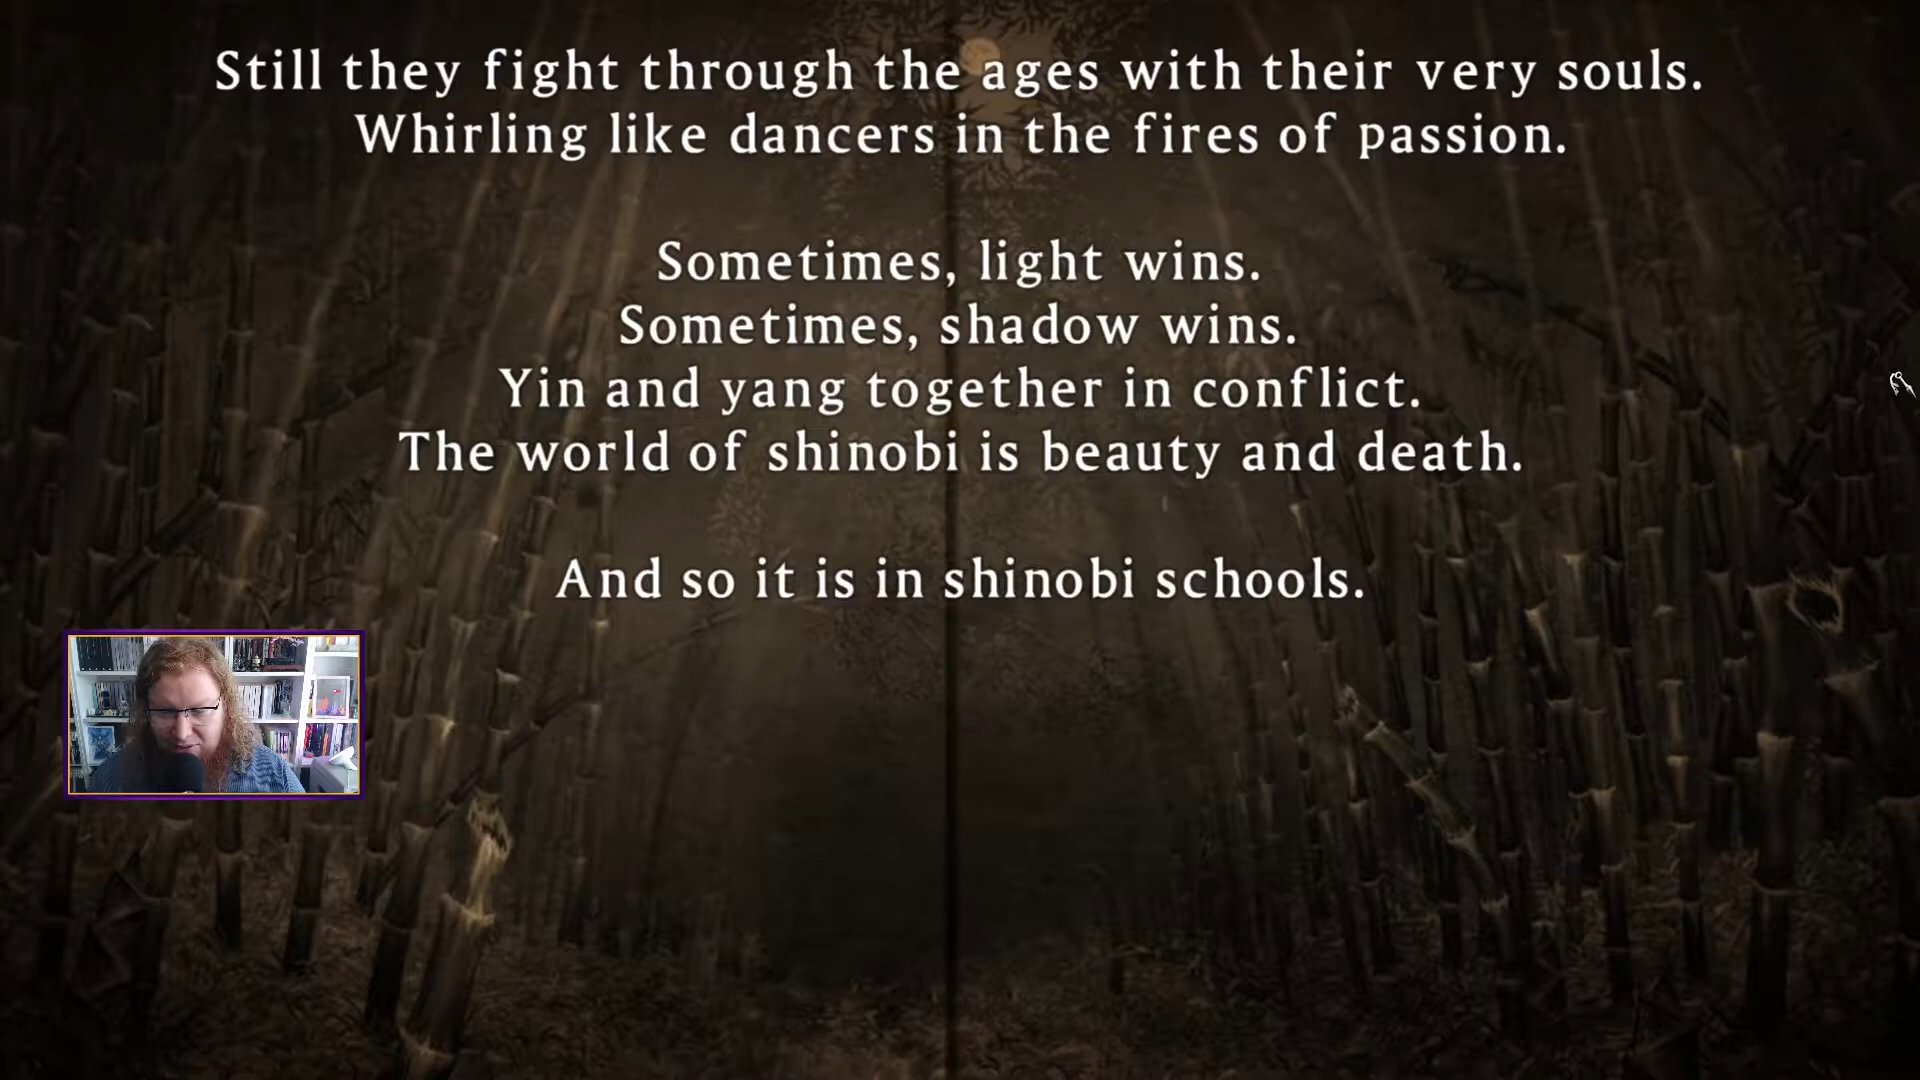 Still they fight through the ages with their very souls.
Whirling like dancers in the fires of passion.
Sometimes, light wins.
Sometimes, shadow wins.
Yin and yang together in conflict.
The world of shinobi is beauty and death.
And so it is in shinobi schools.